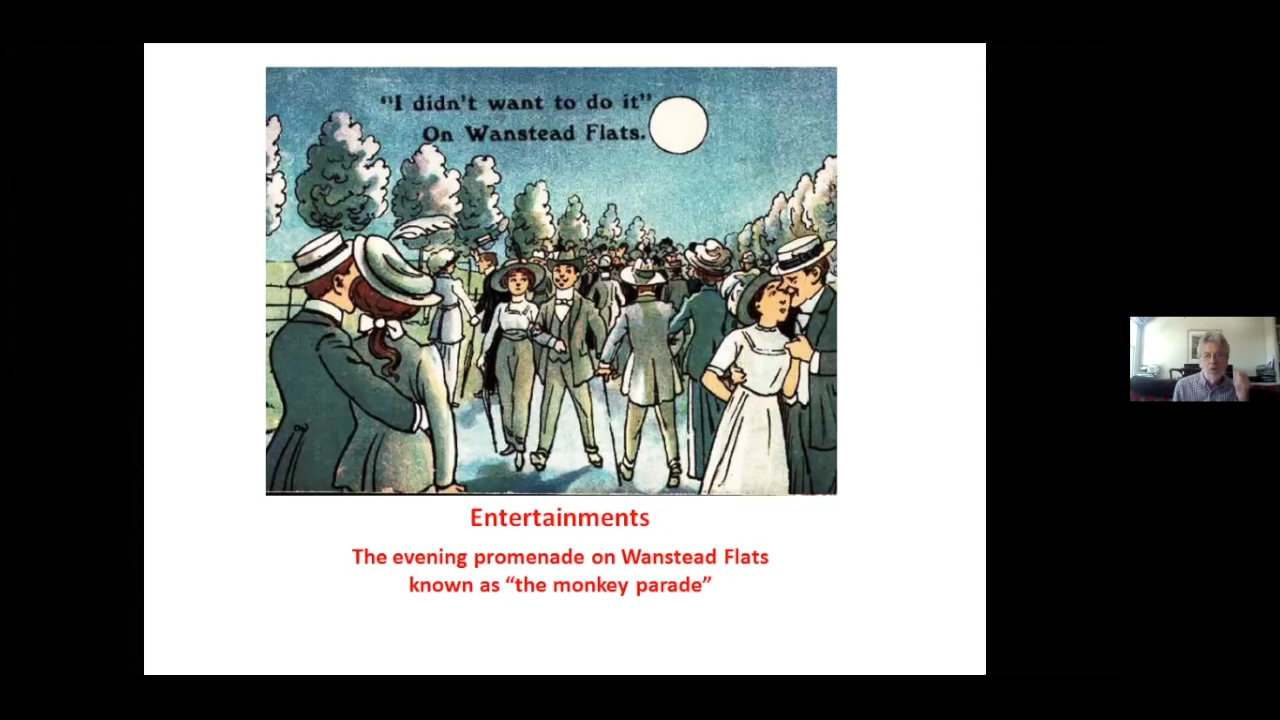 "I didn't want to do it"
On Wanstead Flats.
Entertainments
The evening promenade on Wanstead Flats
known as “the monkey parade”